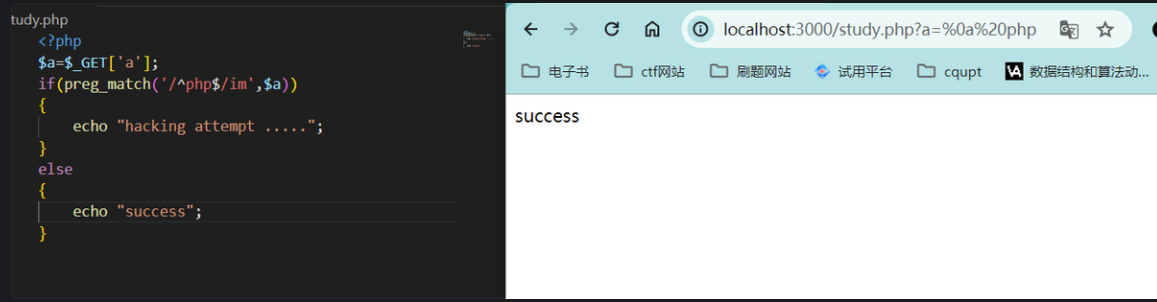 tudy.php
<?php
$a=$_GET['a'];
if(preg_match('/^php$/im',$a))
{
    echo "hacking attempt .....";
}
else
{
    echo "success";
}
localhost:3000/study.php?a=%0a%20php
电子书 ctf网站 刷题网站 试用平台 cqupt 数据结构和算法动...
success